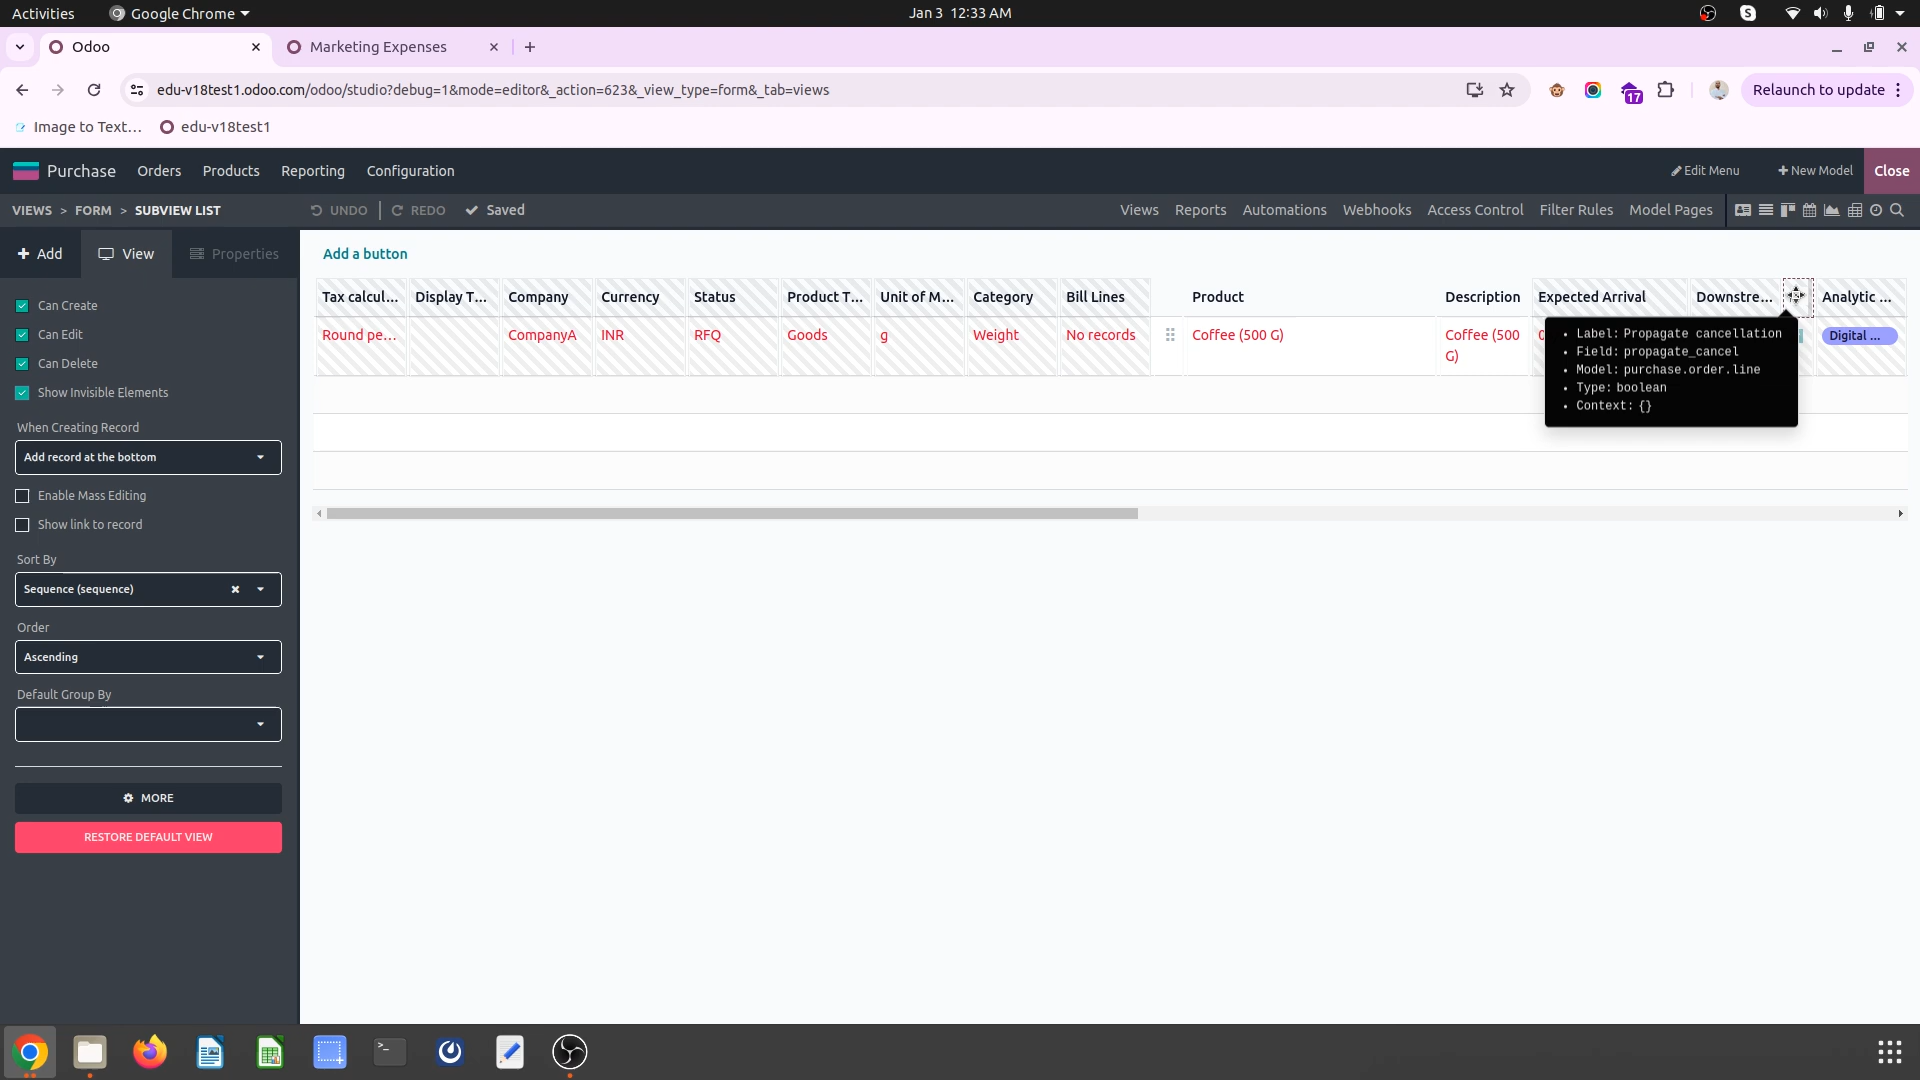 Activities
Google Chrome
Jan 3 12:33 AM
Odoo
Marketing Expenses
edu-v18test1.odoo.com/odoo/studio?debug=1&mode=editor&_action=623&_view_type=form&_tab=views
17
Relaunch to update
Image to Text...
edu-v18test1
Purchase
Orders
Products
Reporting
Configuration
Edit Menu
New Model
Close
VIEWS > FORM > SUBVIEW LIST
UNDO
REDO
Saved
Views
Reports
Automations
Webhooks
Access Control
Filter Rules
Model Pages
Add
View
Properties
Can Create
Can Edit
Can Delete
Show Invisible Elements
When Creating Record
Add record at the bottom
Enable Mass Editing
Show link to record
Sort By
Sequence (sequence)
Order
Ascending
Default Group By
MORE
RESTORE DEFAULT VIEW
Add a button
Tax calcul... Display T... Company Currency Status Product T... Unit of M... Category Bill Lines Product Description Expected Arrival Downstre... Analytic ...
Round pe... CompanyA INR RFQ Goods g Weight No records Coffee (500 G) Coffee (500 G) 0 Digital ...
Label: Propagate cancellation
Field: propagate_cancel
Model: purchase.order.line
Type: boolean
Context: {}